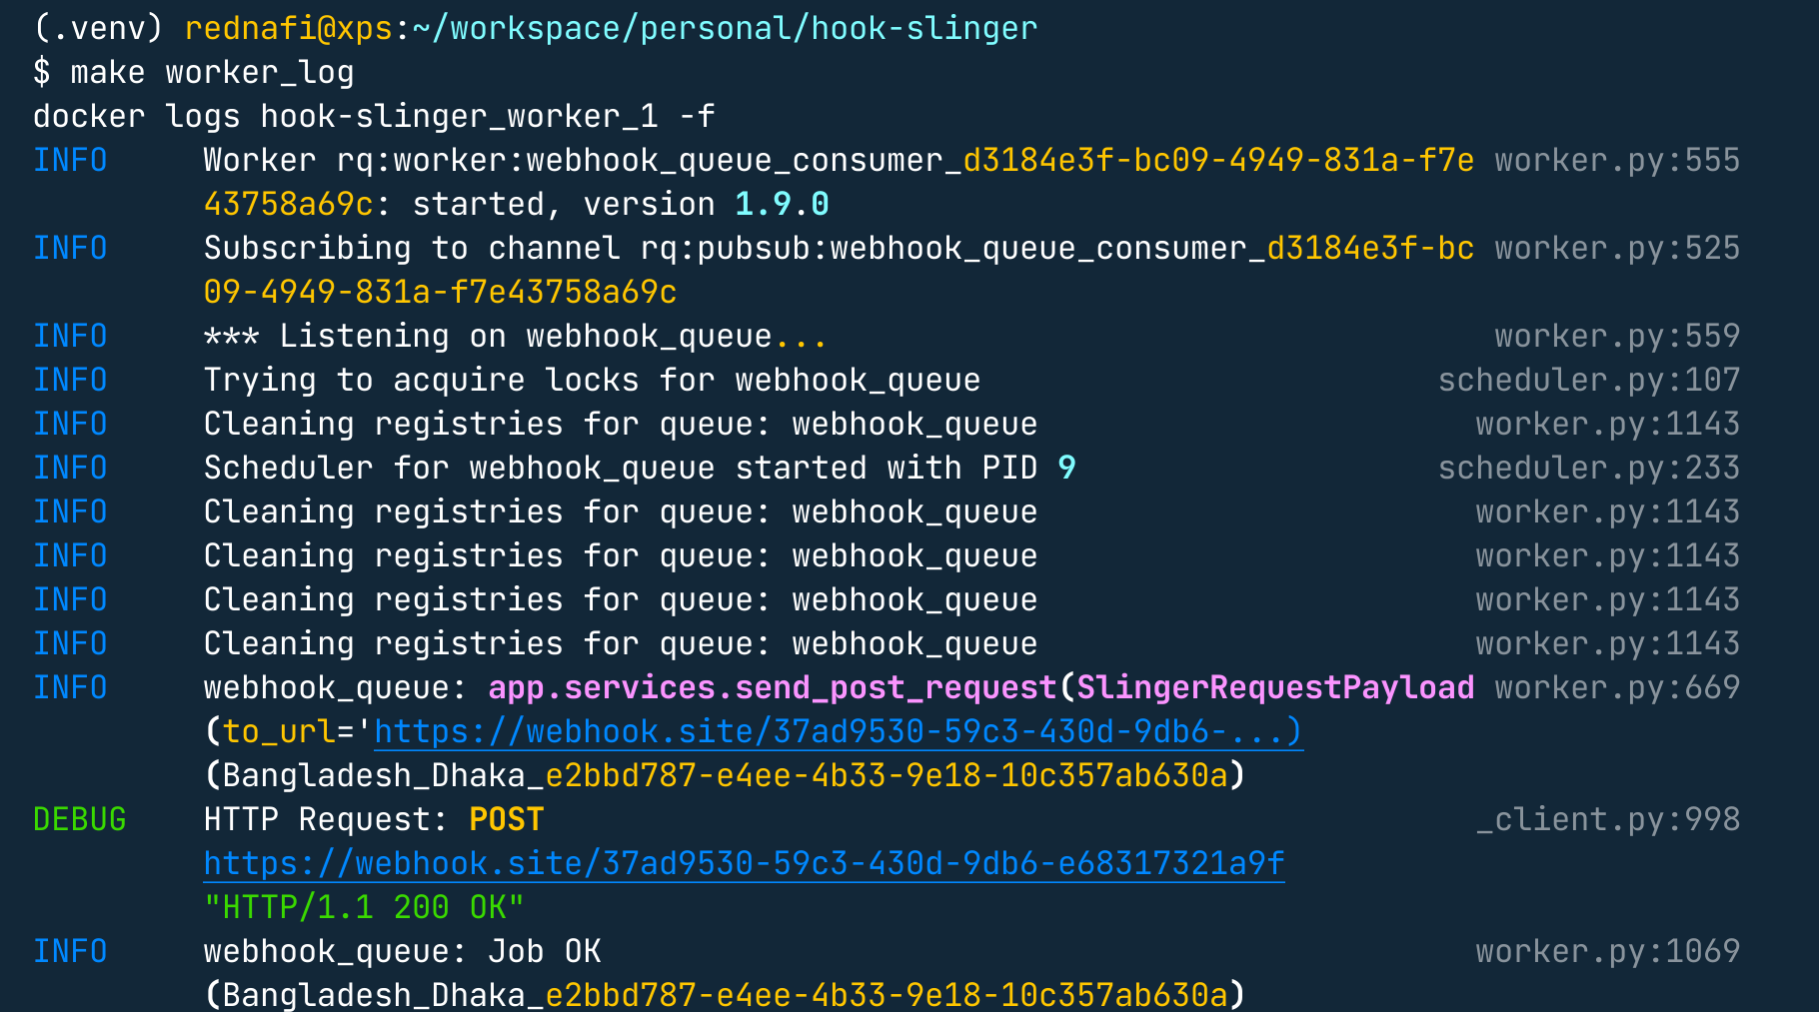 (.venv) rednafi@xps:~/workspace/personal/hook-slinger
$ make worker_log
docker logs hook-slinger_worker_1 -f
INFO Worker rq:worker:webhook_queue_consumer_d3184e3f-bc09-4949-831a-f7e worker.py:555
43758a69c: started, version 1.9.0
INFO Subscribing to channel rq:pubsub:webhook_queue_consumer_d3184e3f-bc worker.py:525
09-4949-831a-f7e43758a69c
INFO *** Listening on webhook_queue... worker.py:559
INFO Trying to acquire locks for webhook_queue scheduler.py:107
INFO Cleaning registries for queue: webhook_queue worker.py:1143
INFO Scheduler for webhook_queue started with PID 9 scheduler.py:233
INFO Cleaning registries for queue: webhook_queue worker.py:1143
INFO Cleaning registries for queue: webhook_queue worker.py:1143
INFO Cleaning registries for queue: webhook_queue worker.py:1143
INFO Cleaning registries for queue: webhook_queue worker.py:1143
INFO webhook_queue: app.services.send_post_request(SlingerRequestPayload worker.py:669
(to_url='https://webhook.site/37ad9530-59c3-430d-9db6-...)
(Bangladesh_Dhaka_e2bbd787-e4ee-4b33-9e18-10c357ab630a)
DEBUG HTTP Request: POST _client.py:998
https://webhook.site/37ad9530-59c3-430d-9db6-e68317321a9f
"HTTP/1.1 200 OK"
INFO webhook_queue: Job OK worker.py:1069
(Bangladesh_Dhaka_e2bbd787-e4ee-4b33-9e18-10c357ab630a)